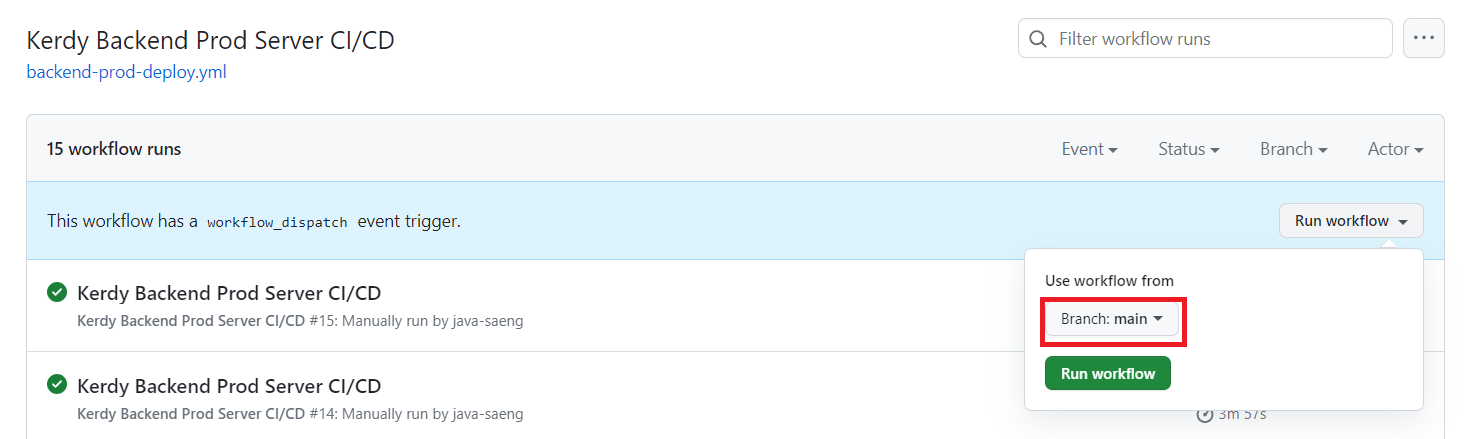 Kerdy Backend Prod Server CI/CD
Filter workflow runs
backend-prod-deploy.yml
15 workflow runs
Event
Status
Branch
Actor
This workflow has a workflow_dispatch event trigger.
Run workflow
Use workflow from
Branch: main
Run workflow
Kerdy Backend Prod Server CI/CD
Kerdy Backend Prod Server CI/CD #15: Manually run by java-saeng
Kerdy Backend Prod Server CI/CD
Kerdy Backend Prod Server CI/CD #14: Manually run by java-saeng
3m 57s